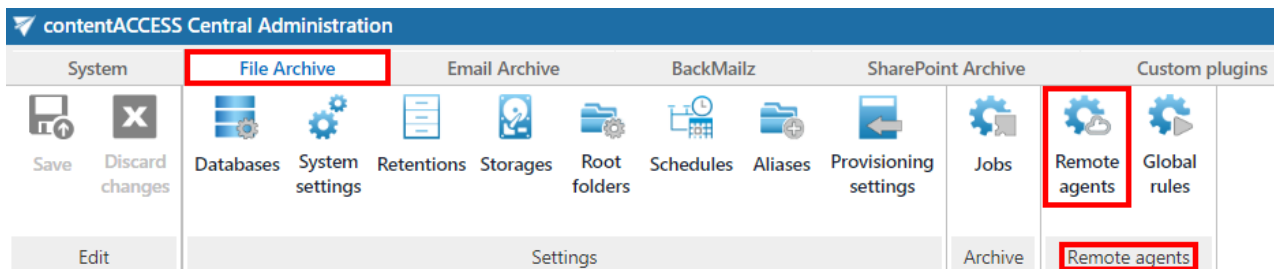 contentACCESS Central Administration
System File Archive Email Archive BackMailz SharePoint Archive Custom plugins
Save Discard changes Databases System settings Retentions Storages Root folders Schedules Aliases Provisioning settings Jobs Remote agents Global rules
Edit Settings Archive Remote agents